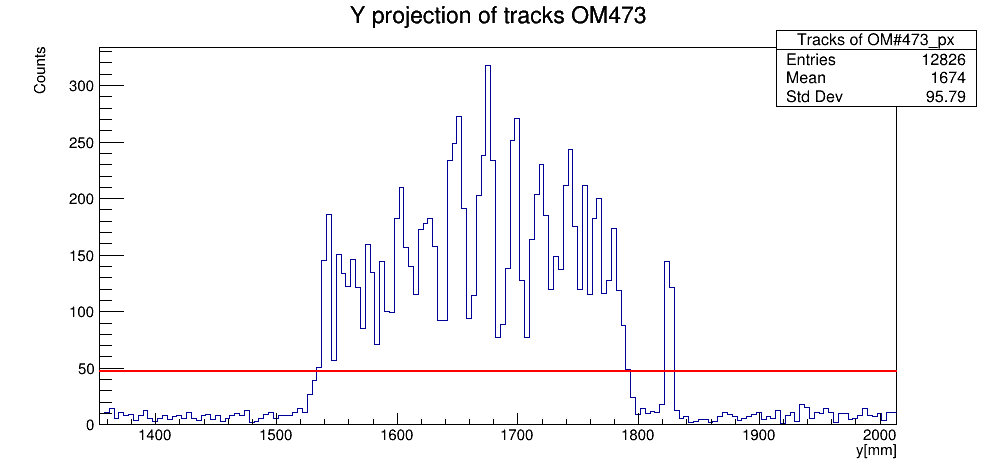 Y projection of tracks OM473
Tracks of OM#473_px
Entries 12826
Mean 1674
Std Dev 95.79
Counts
300
250
200
150
100
50
0
1400 1500 1600 1700 1800 1900 2000
y[mm]